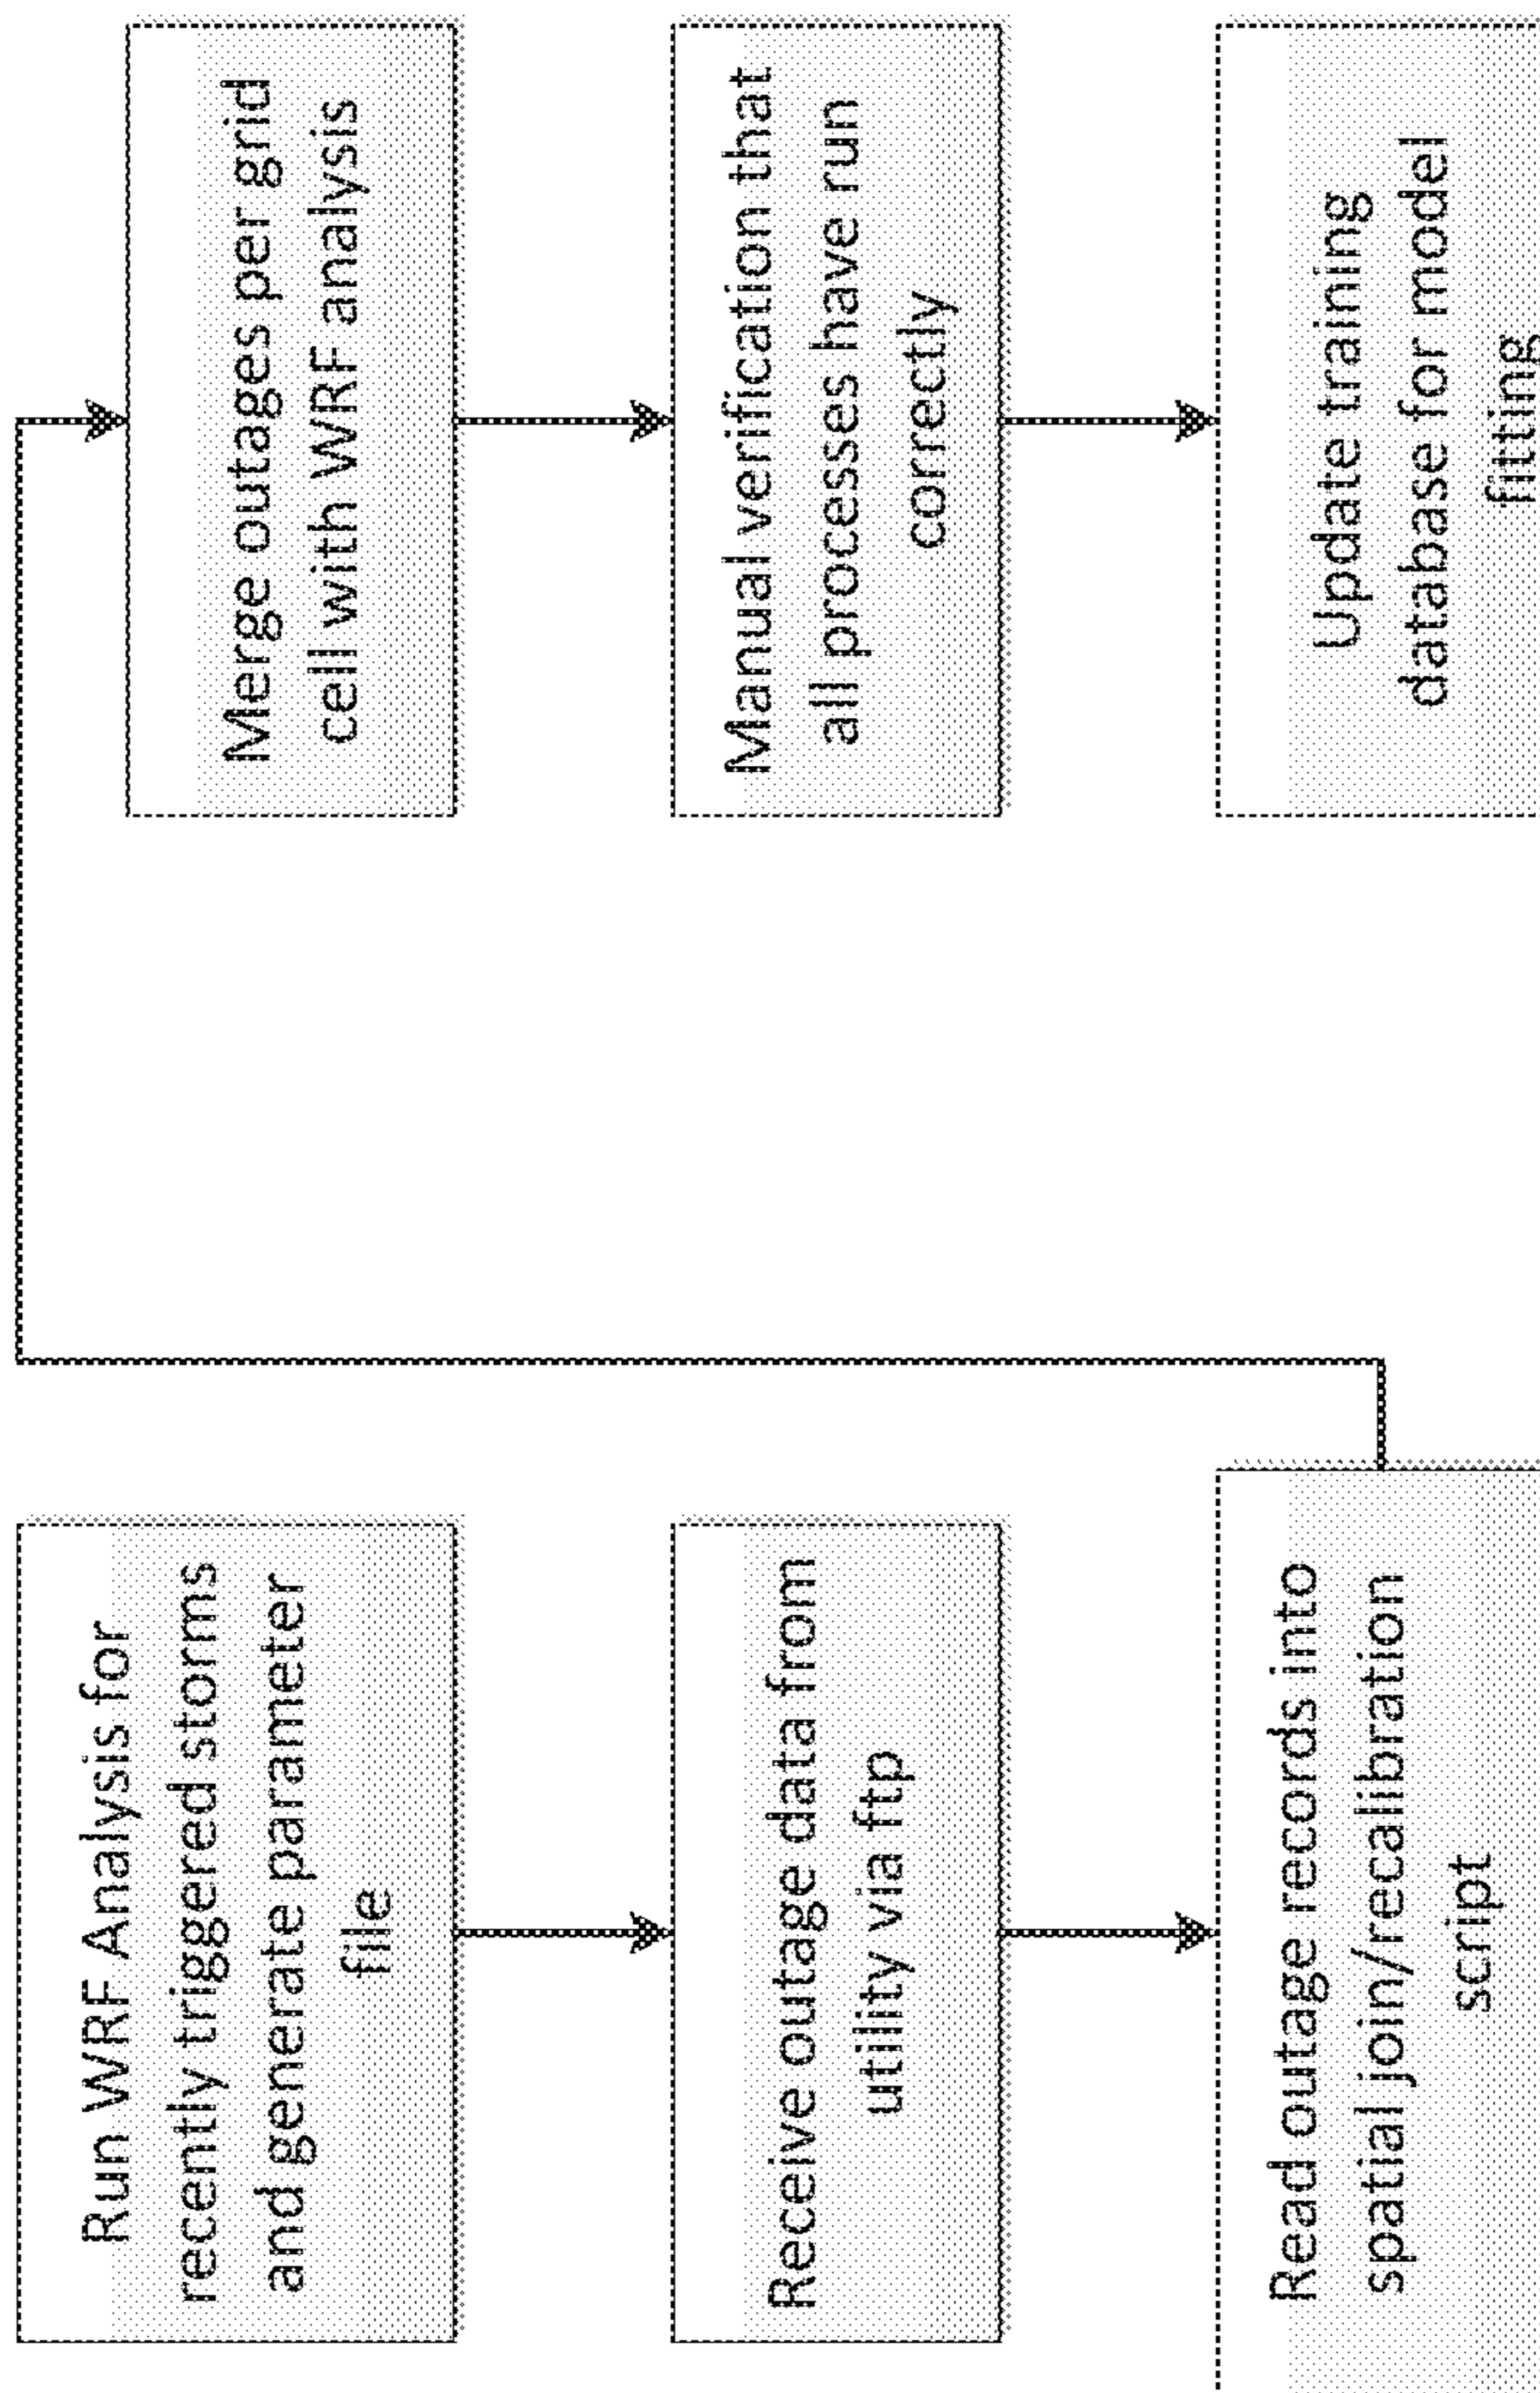 Run WRF Analysis for
recently triggered storms
and generate parameter
file
Receive outage data from
utility via ftp
Read outage records into
spatial join/recalibration
script
Merge outages per grid
cell with WRF analysis
Manual verification that
all processes have run
correctly
Update training
database for model
fitting